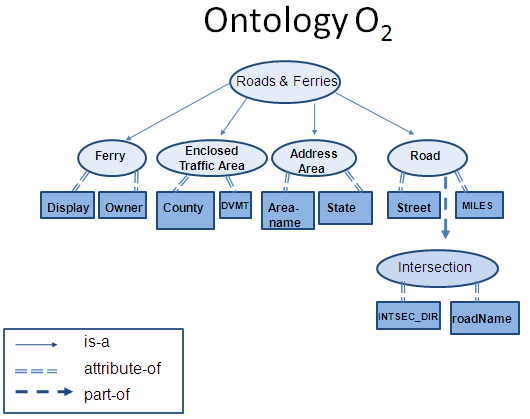 Ontology O2
Roads & Ferries
Ferry
Enclosed
Traffic Area
Address
Area
Road
Display
Owner
County
DVMT
Area-
name
State
Street
MILES
Intersection
INTSEC_DIR
roadName
is-a
attribute-of
part-of